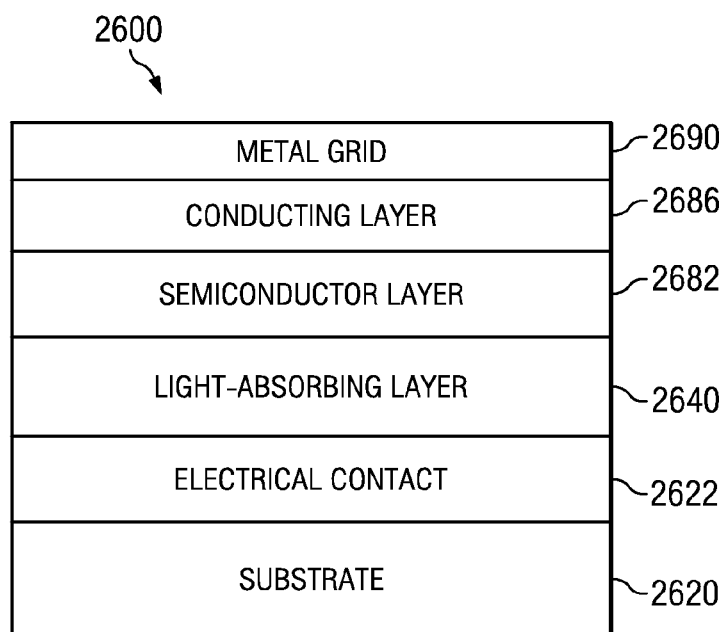 2600
METAL GRID 2690
CONDUCTING LAYER 2686
SEMICONDUCTOR LAYER 2682
LIGHT-ABSORBING LAYER 2640
ELECTRICAL CONTACT 2622
SUBSTRATE 2620